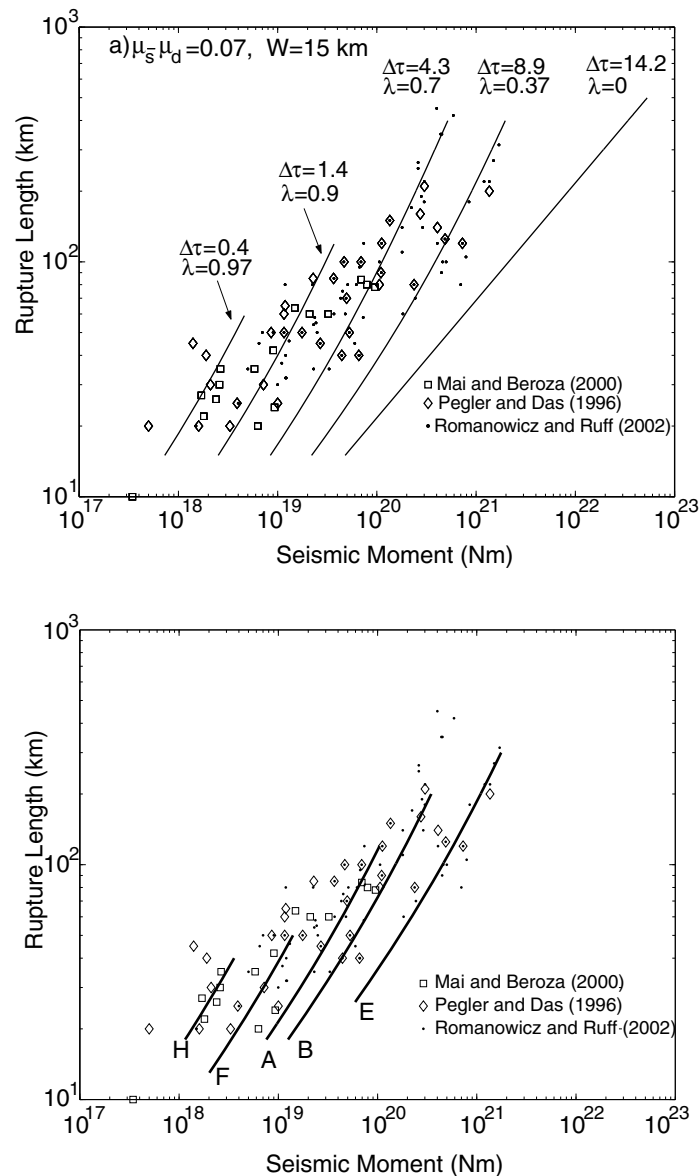 a) μs̄ μd =0.07, W=15 km
Δτ=4.3
λ=0.7
Δτ=8.9
λ=0.37
Δτ=14.2
λ=0
Δτ=1.4
λ=0.9
Δτ=0.4
λ=0.97
Rupture Length (km)
10³
10²
10¹
Mai and Beroza (2000)
Pegler and Das (1996)
Romanowicz and Ruff (2002)
10¹⁷ 10¹⁸ 10¹⁹ 10²⁰ 10²¹ 10²² 10²³
Seismic Moment (Nm)
Rupture Length (km)
10³
10²
10¹
H
F
A
B
E
Mai and Beroza (2000)
Pegler and Das (1996)
Romanowicz and Ruff (2002)
10¹⁷ 10¹⁸ 10¹⁹ 10²⁰ 10²¹ 10²² 10²³
Seismic Moment (Nm)